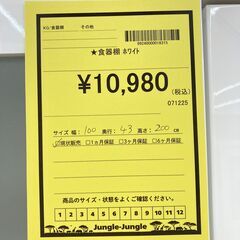 KG/食器棚 その他
0924000001631S
★食器棚 ホワイト
¥10,980
(税込)
071225
サイズ 幅: 100 奥行: 43 高さ: 200 CM
☑現状販売 □1ヵ月保証 □3ヶ月保証 □6ヶ月保証
商品のサイズ・状態をよくご確認ください。
1 2 3 4 5 6 7 8 9 10 11 12
Jungle-Jungle